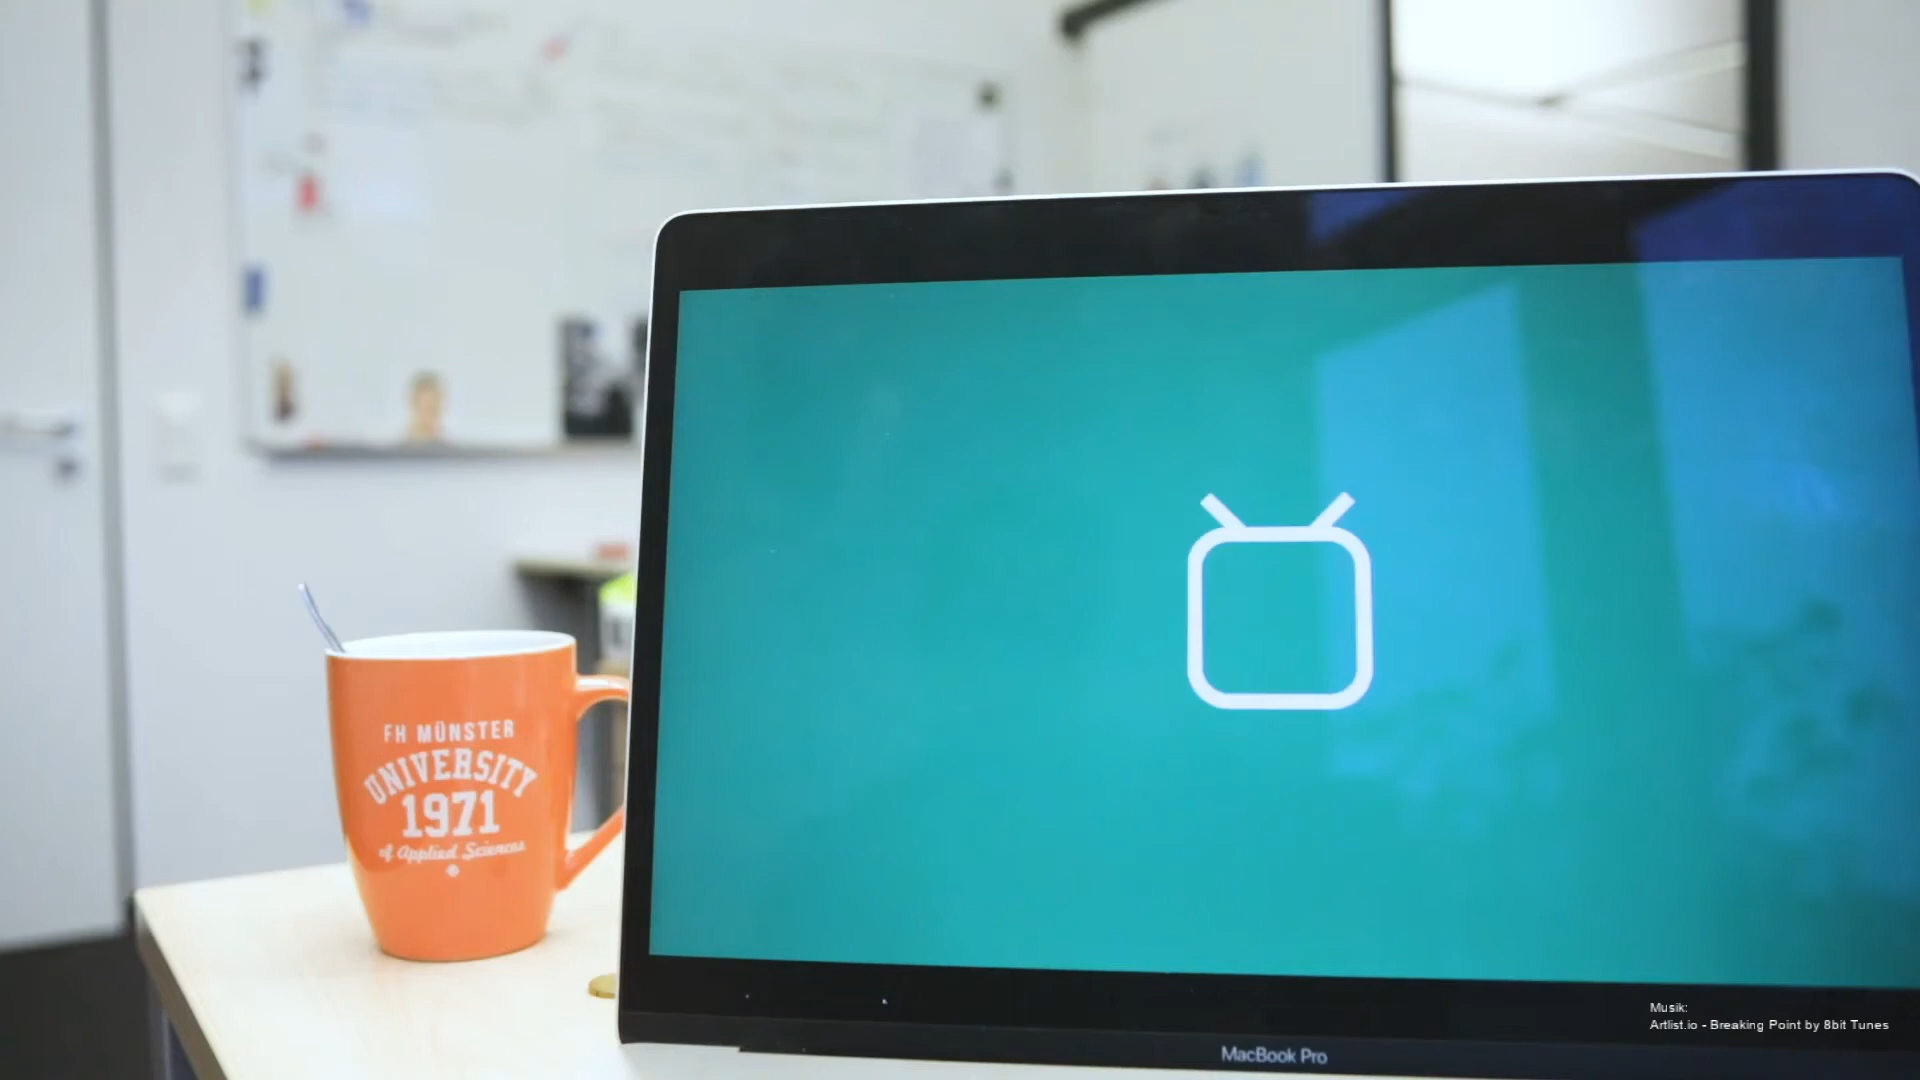 FH MÜNSTER
UNIVERSITY
1971
of Applied Sciences
Musik:
Artlist.io - Breaking Point by 8bit Tunes
MacBook Pro